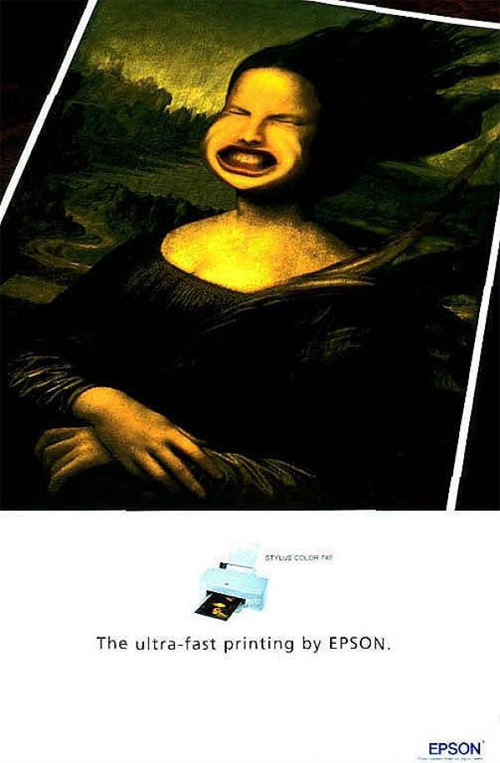 STYLUS COLOR 740
The ultra-fast printing by EPSON.
EPSON